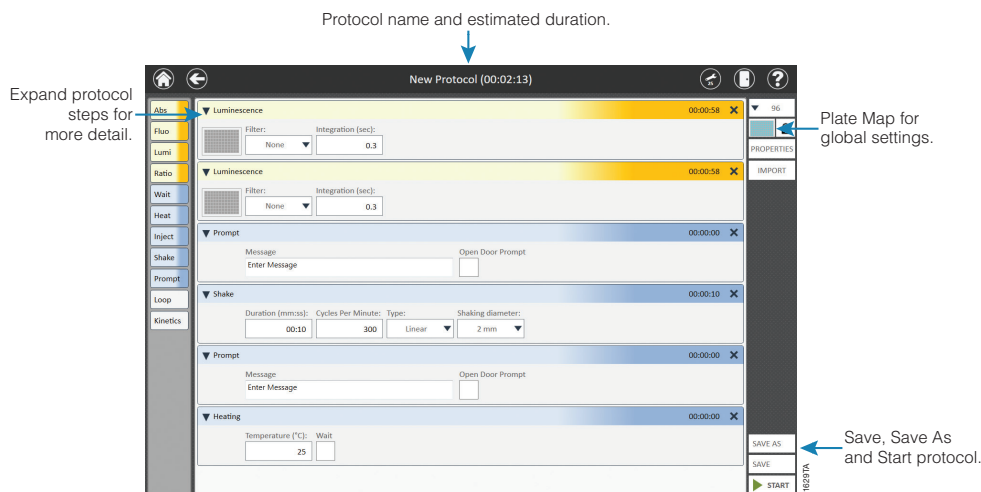 Protocol name and estimated duration.
New Protocol (00:02:13)
?
Expand protocol
steps for
more detail.
Abs
Fluo
Lumi
Ratio
Wait
Heat
Inject
Shake
Prompt
Loop
Kinetics
Luminescence 00:00:58 X
Filter: Integration (sec):
None 0.3
Luminescence 00:00:58 X
Filter: Integration (sec):
None 0.3
Prompt 00:00:00 X
Message Open Door Prompt
Enter Message
Shake 00:00:10 X
Duration (mm:ss): Cycles Per Minute: Type: Shaking diameter:
00:10 300 Linear 2 mm
Prompt 00:00:00 X
Message Open Door Prompt
Enter Message
Heating 00:00:00 X
Temperature (°C): Wait
25
96
PROPERTIES
IMPORT
Plate Map for
global settings.
SAVE AS
SAVE
START
Save, Save As
and Start protocol.
1629TA